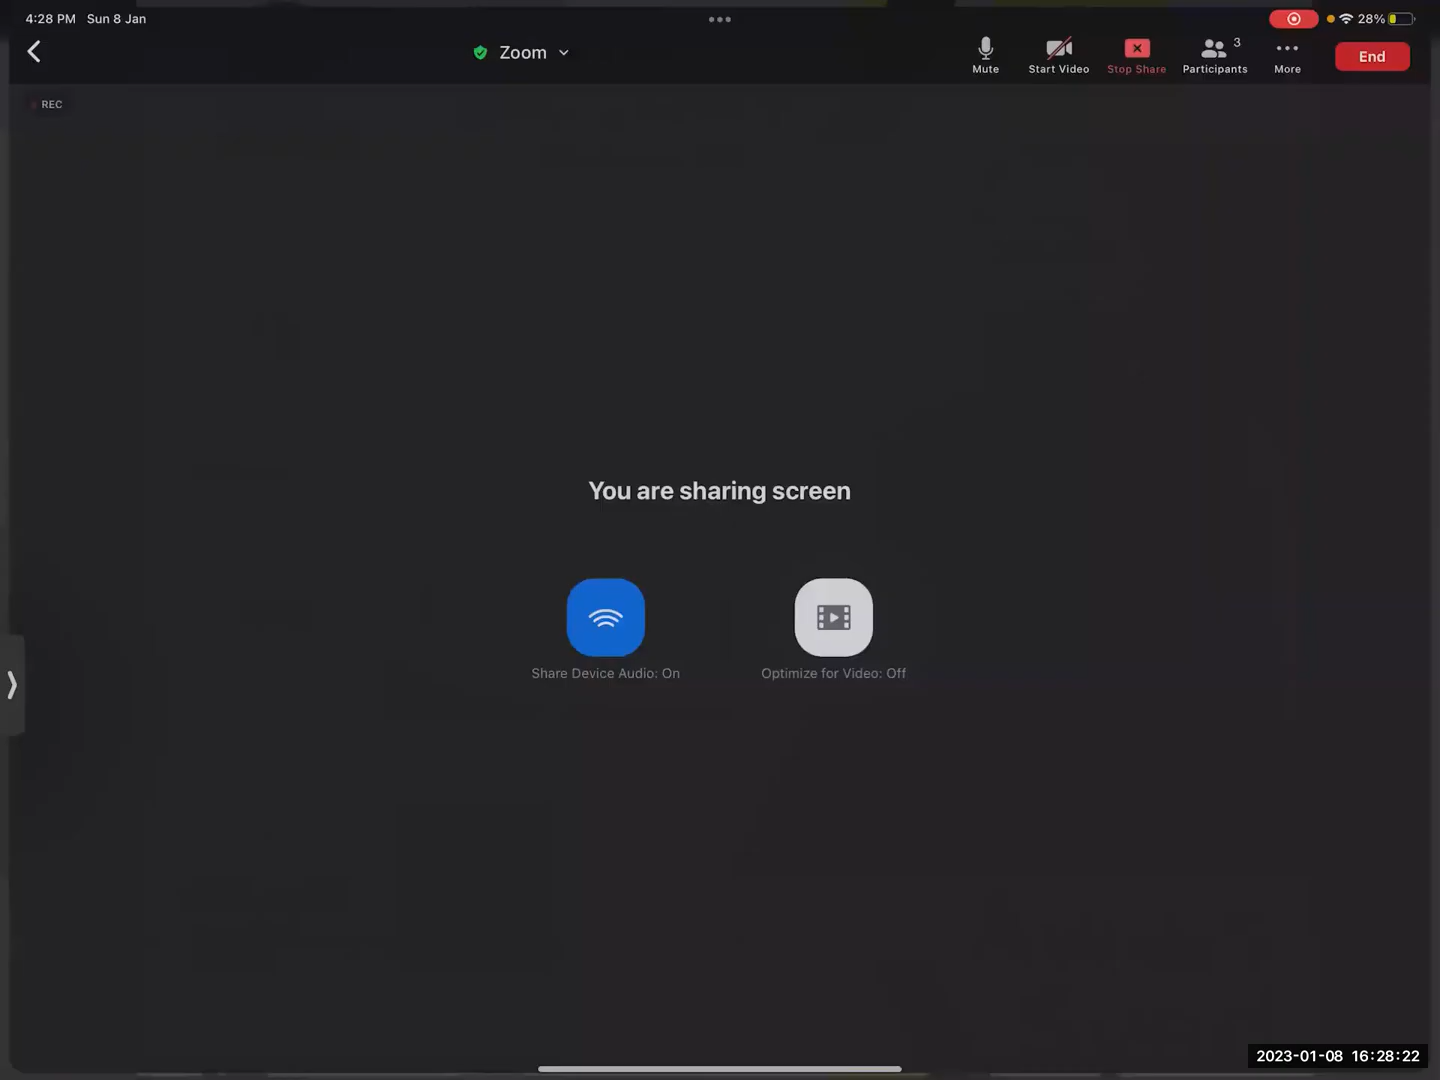 4:28 PM Sun 8 Jan
28%
Zoom
3
Mute
Start Video
Stop Share
Participants
More
End
REC
You are sharing screen
Share Device Audio: On
Optimize for Video: Off
2023-01-08 16:28:22